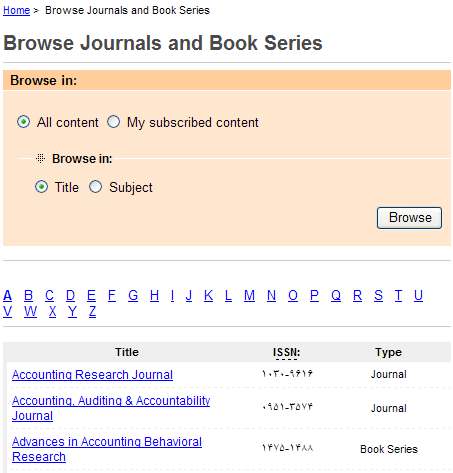 Home > Browse Journals and Book Series
Browse Journals and Book Series
Browse in:
All content My subscribed content
Browse in:
Title Subject
Browse
A B C D E F G H I J K L M N O P Q R S T U
V W X Y Z
Title ISSN: Type
Accounting Research Journal ۱۰۳۰-۹۶۱۶ Journal
Accounting, Auditing & Accountability
Journal ۰۹۵۱-۳۵۷۴ Journal
Advances in Accounting Behavioral
Research ۱۴۷۵-۱۴۸۸ Book Series